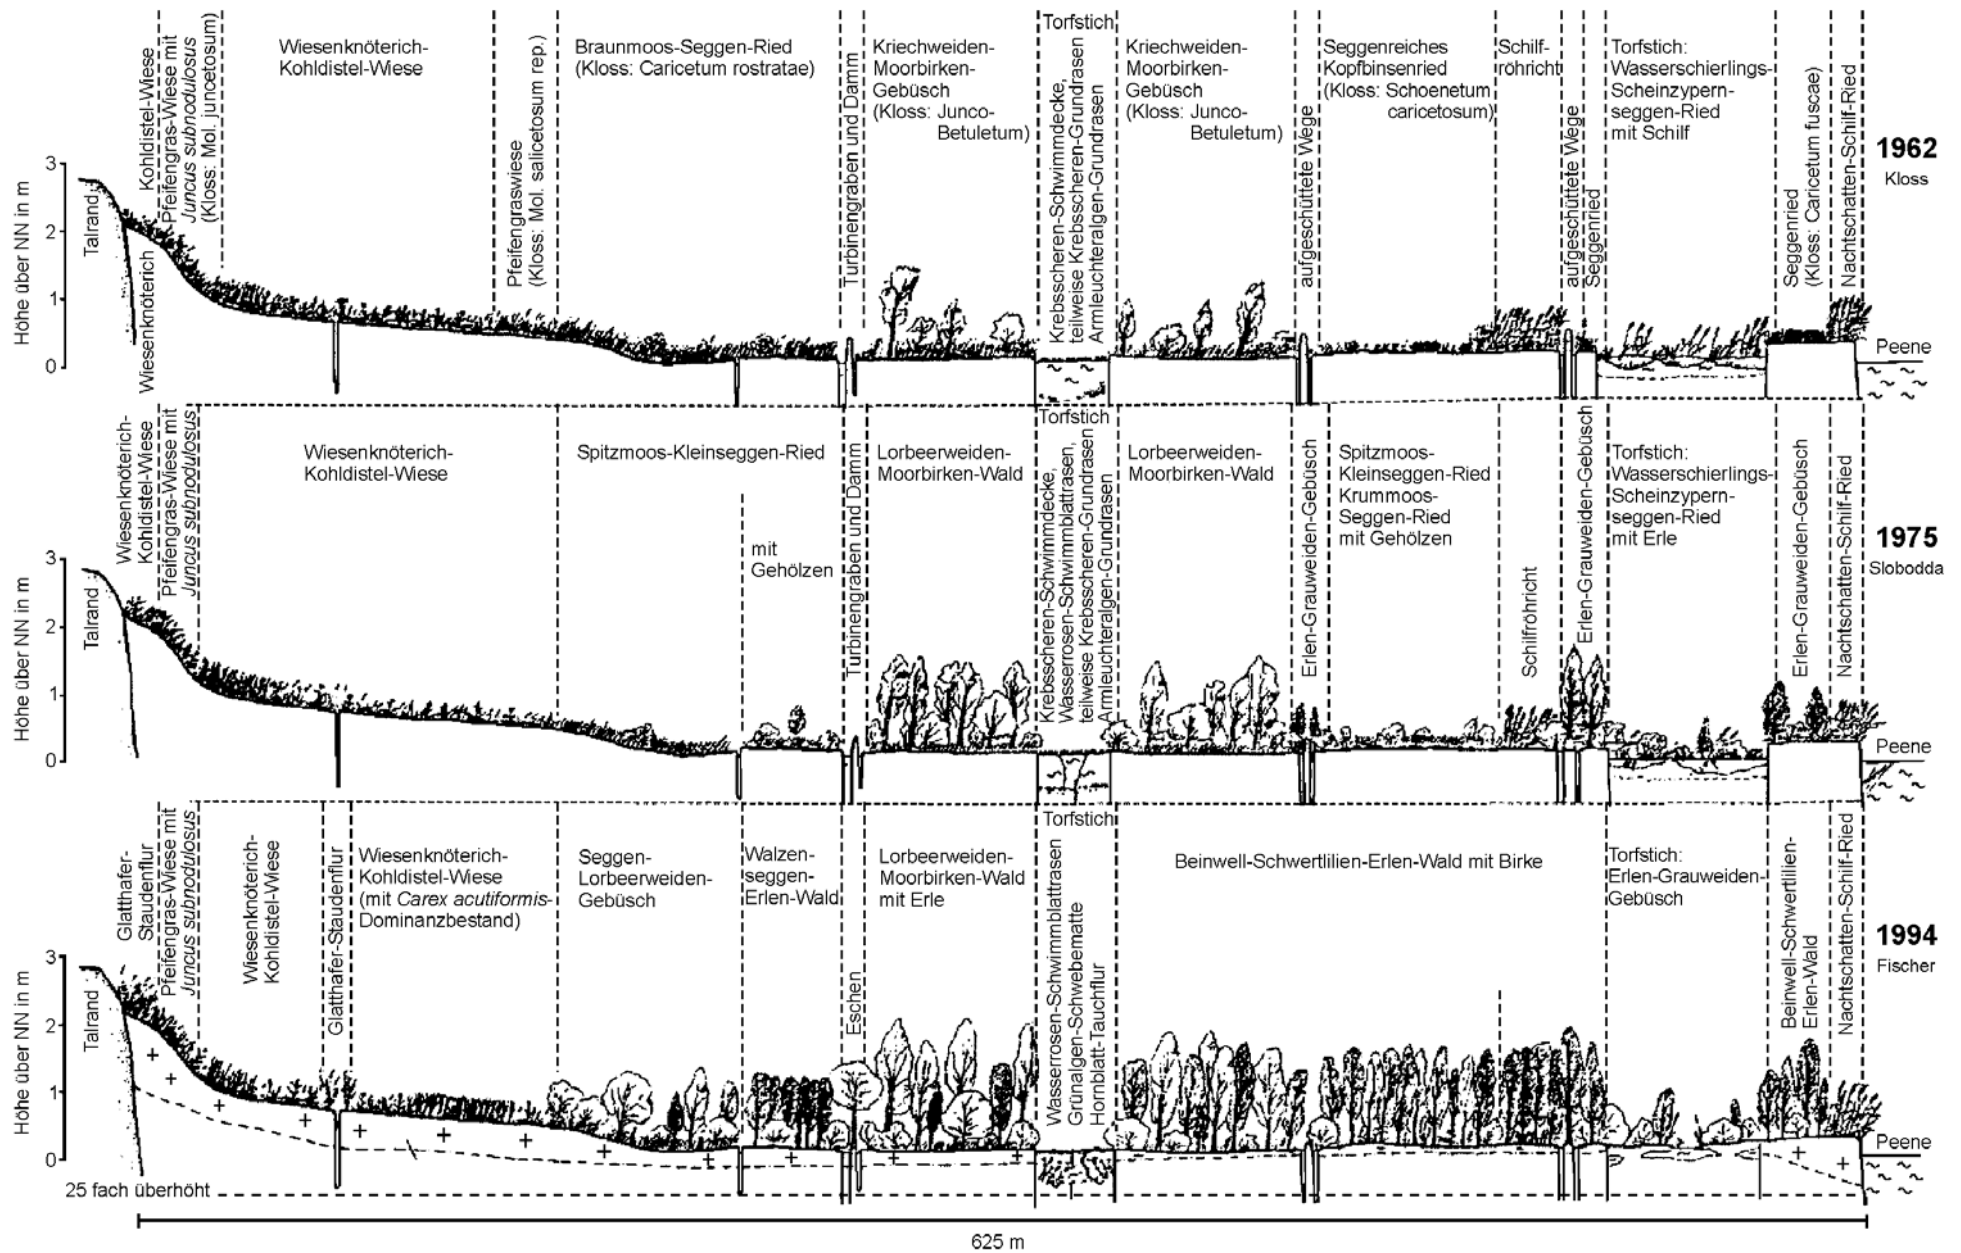 Kohldistel-Wiese
Pfeifengras-Wiese mit
Juncus subnodulosus
(Kloss: Mol. juncetosum)
Wiesenknöterich-
Kohldistel-Wiese
Pfeifengraswiese
(Kloss: Mol. salicetosum rep.)
Braunmoos-Seggen-Ried
(Kloss: Caricetum rostratae)
Turbinengraben und Damm
Kriechweiden-
Moorbirken-
Gebüsch
(Kloss: Junco-
Betuletum)
Torfstich
Krebsscheren-Schwimmdecke,
teilweise Krebsscheren-Grundrasen
Armleuchteralgen-Grundrasen
Kriechweiden-
Moorbirken-
Gebüsch
(Kloss: Junco-
Betuletum)
aufgeschüttete Wege
Seggenreiches
Kopfbinsenried
(Kloss: Schoenetum
caricetosum)
Schilf-
röhricht
aufgeschüttete Wege
Seggenried
Torfstich:
Wasserschierlings-
Scheinzypern-
seggen-Ried
mit Schilf
Seggenried
(Kloss: Caricetum fuscae)
Nachtschatten-Schilf-Ried
1962
Kloss
Höhe über NN in m
3
2
1
0
Talrand
Wiesenknöterich
Peene
Wiesenknöterich-
Kohldistel-Wiese
Pfeifengras-Wiese mit
Juncus subnodulosus
Wiesenknöterich-
Kohldistel-Wiese
Spitzmoos-Kleinseggen-Ried
mit
Gehölzen
Turbinengraben und Damm
Lorbeerweiden-
Moorbirken-Wald
Torfstich
Krebsscheren-Schwimmdecke,
Wasserrosen-Schwimmblattrasen,
teilweise Krebsscheren-Grundrasen
Armleuchteralgen-Grundrasen
Lorbeerweiden-
Moorbirken-Wald
Erlen-Grauweiden-Gebüsch
Spitzmoos-
Kleinseggen-Ried
Krummoos-
Seggen-Ried
mit Gehölzen
Schilfröhricht
Erlen-Grauweiden-Gebüsch
Torfstich:
Wasserschierlings-
Scheinzypern-
seggen-Ried
mit Erle
Erlen-Grauweiden-Gebüsch
Nachtschatten-Schilf-Ried
1975
Slobodda
Höhe über NN in m
3
2
1
0
Talrand
Peene
Glatthafer-
Staudenflur
Pfeifengras-Wiese mit
Juncus subnodulosus
Wiesenknöterich-
Kohldistel-Wiese
Glatthafer-Staudenflur
Wiesenknöterich-
Kohldistel-Wiese
(mit Carex acutiformis-
Dominanzbestand)
Seggen-
Lorbeerweiden-
Gebüsch
Walzen-
seggen-
Erlen-Wald
Eschen
Lorbeerweiden-
Moorbirken-Wald
mit Erle
Torfstich
Wasserrosen-Schwimmblattrasen
Grünalgen-Schwebematte
Hornblatt-Tauchflur
Beinwell-Schwertlilien-Erlen-Wald mit Birke
Torfstich:
Erlen-Grauweiden-
Gebüsch
Beinwell-Schwertlilien-
Erlen-Wald
Nachtschatten-Schilf-Ried
1994
Fischer
Höhe über NN in m
3
2
1
0
Talrand
Peene
25 fach überhöht
625 m